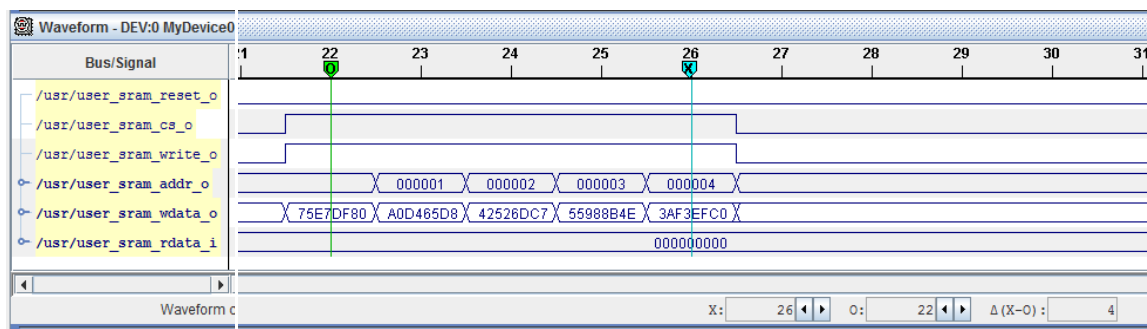 Waveform - DEV:0 MyDevice0
Bus/Signal 21 22 23 24 25 26 27 28 29 30 31
O X
/usr/user_sram_reset_o
/usr/user_sram_cs_o
/usr/user_sram_write_o
/usr/user_sram_addr_o 000001 000002 000003 000004
/usr/user_sram_wdata_o 75E7DF80 A0D465D8 42526DC7 55988B4E 3AF3EFC0
/usr/user_sram_rdata_i 000000000
Waveform X: 26 O: 22 Δ(X-O): 4